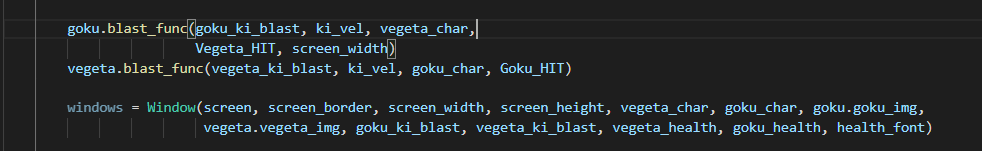 goku.blast_func(goku_ki_blast, ki_vel, vegeta_char,
Vegeta_HIT, screen_width)
vegeta.blast_func(vegeta_ki_blast, ki_vel, goku_char, Goku_HIT)
windows = Window(screen, screen_border, screen_width, screen_height, vegeta_char, goku_char, goku.goku_img,
vegeta.vegeta_img, goku_ki_blast, vegeta_ki_blast, vegeta_health, goku_health, health_font)